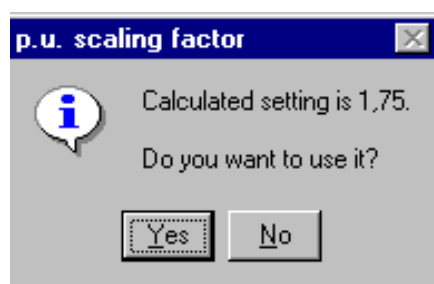 p.u. scaling factor
Calculated setting is 1,75.
Do you want to use it?
Yes
No